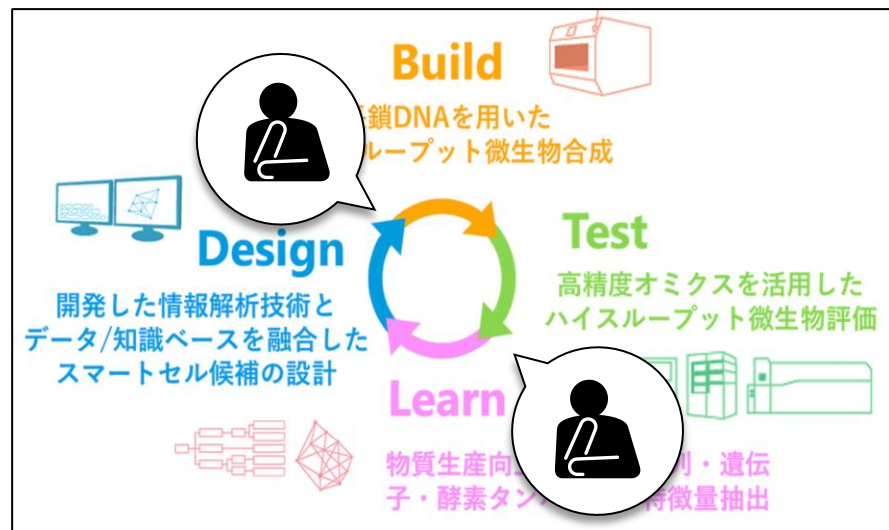 Build
鎖DNAを用いた
ループット微生物合成
Design
開発した情報解析技術と
データ/知識ベースを融合した
スマートセル候補の設計
Test
高精度オミクスを活用した
ハイスループット微生物評価
Learn
物質生産向 列・遺伝
子・酵素タンパ 特徴量抽出